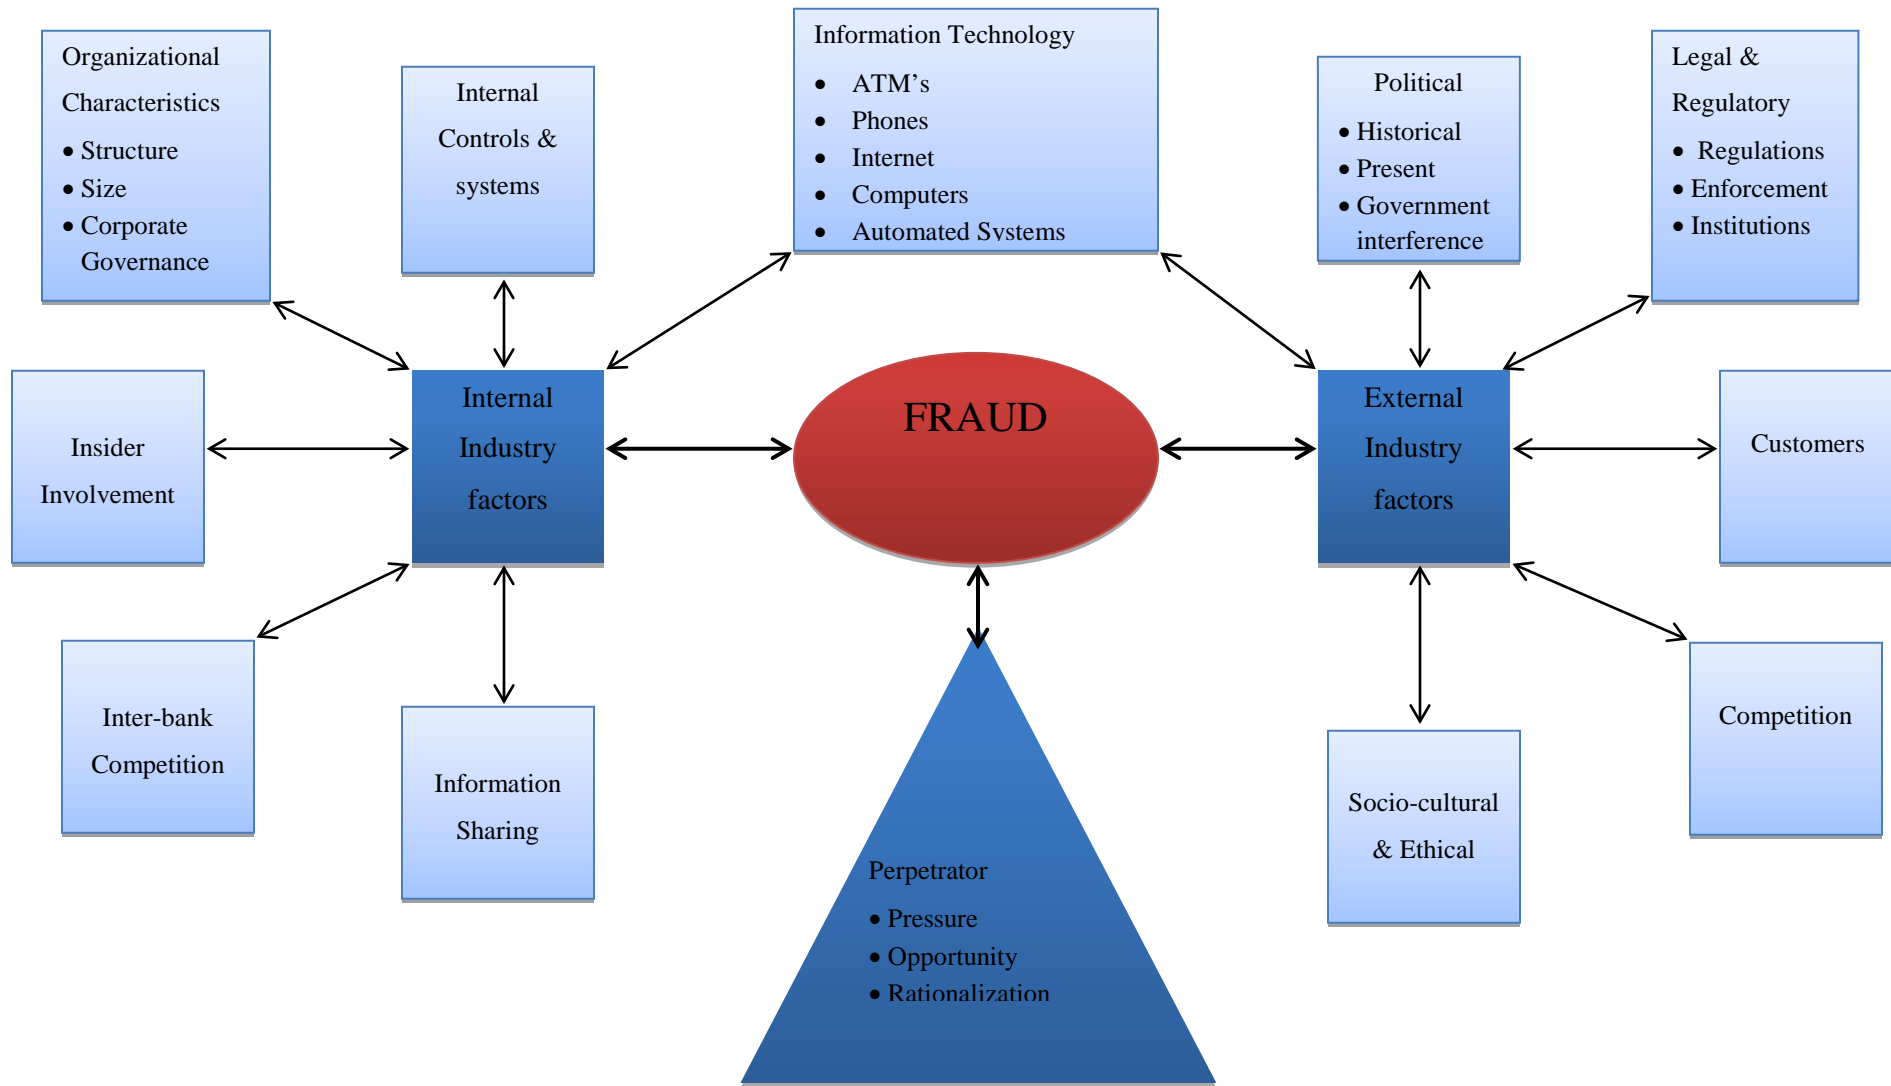 Organizational
Characteristics
• Structure
• Size
• Corporate
Governance
Internal
Controls &
systems
Information Technology
• ATM’s
• Phones
• Internet
• Computers
• Automated Systems
Political
• Historical
• Present
• Government
interference
Legal &
Regulatory
• Regulations
• Enforcement
• Institutions
Insider
Involvement
Internal
Industry
factors
FRAUD
External
Industry
factors
Customers
Inter-bank
Competition
Information
Sharing
Perpetrator
• Pressure
• Opportunity
• Rationalization
Socio-cultural
& Ethical
Competition